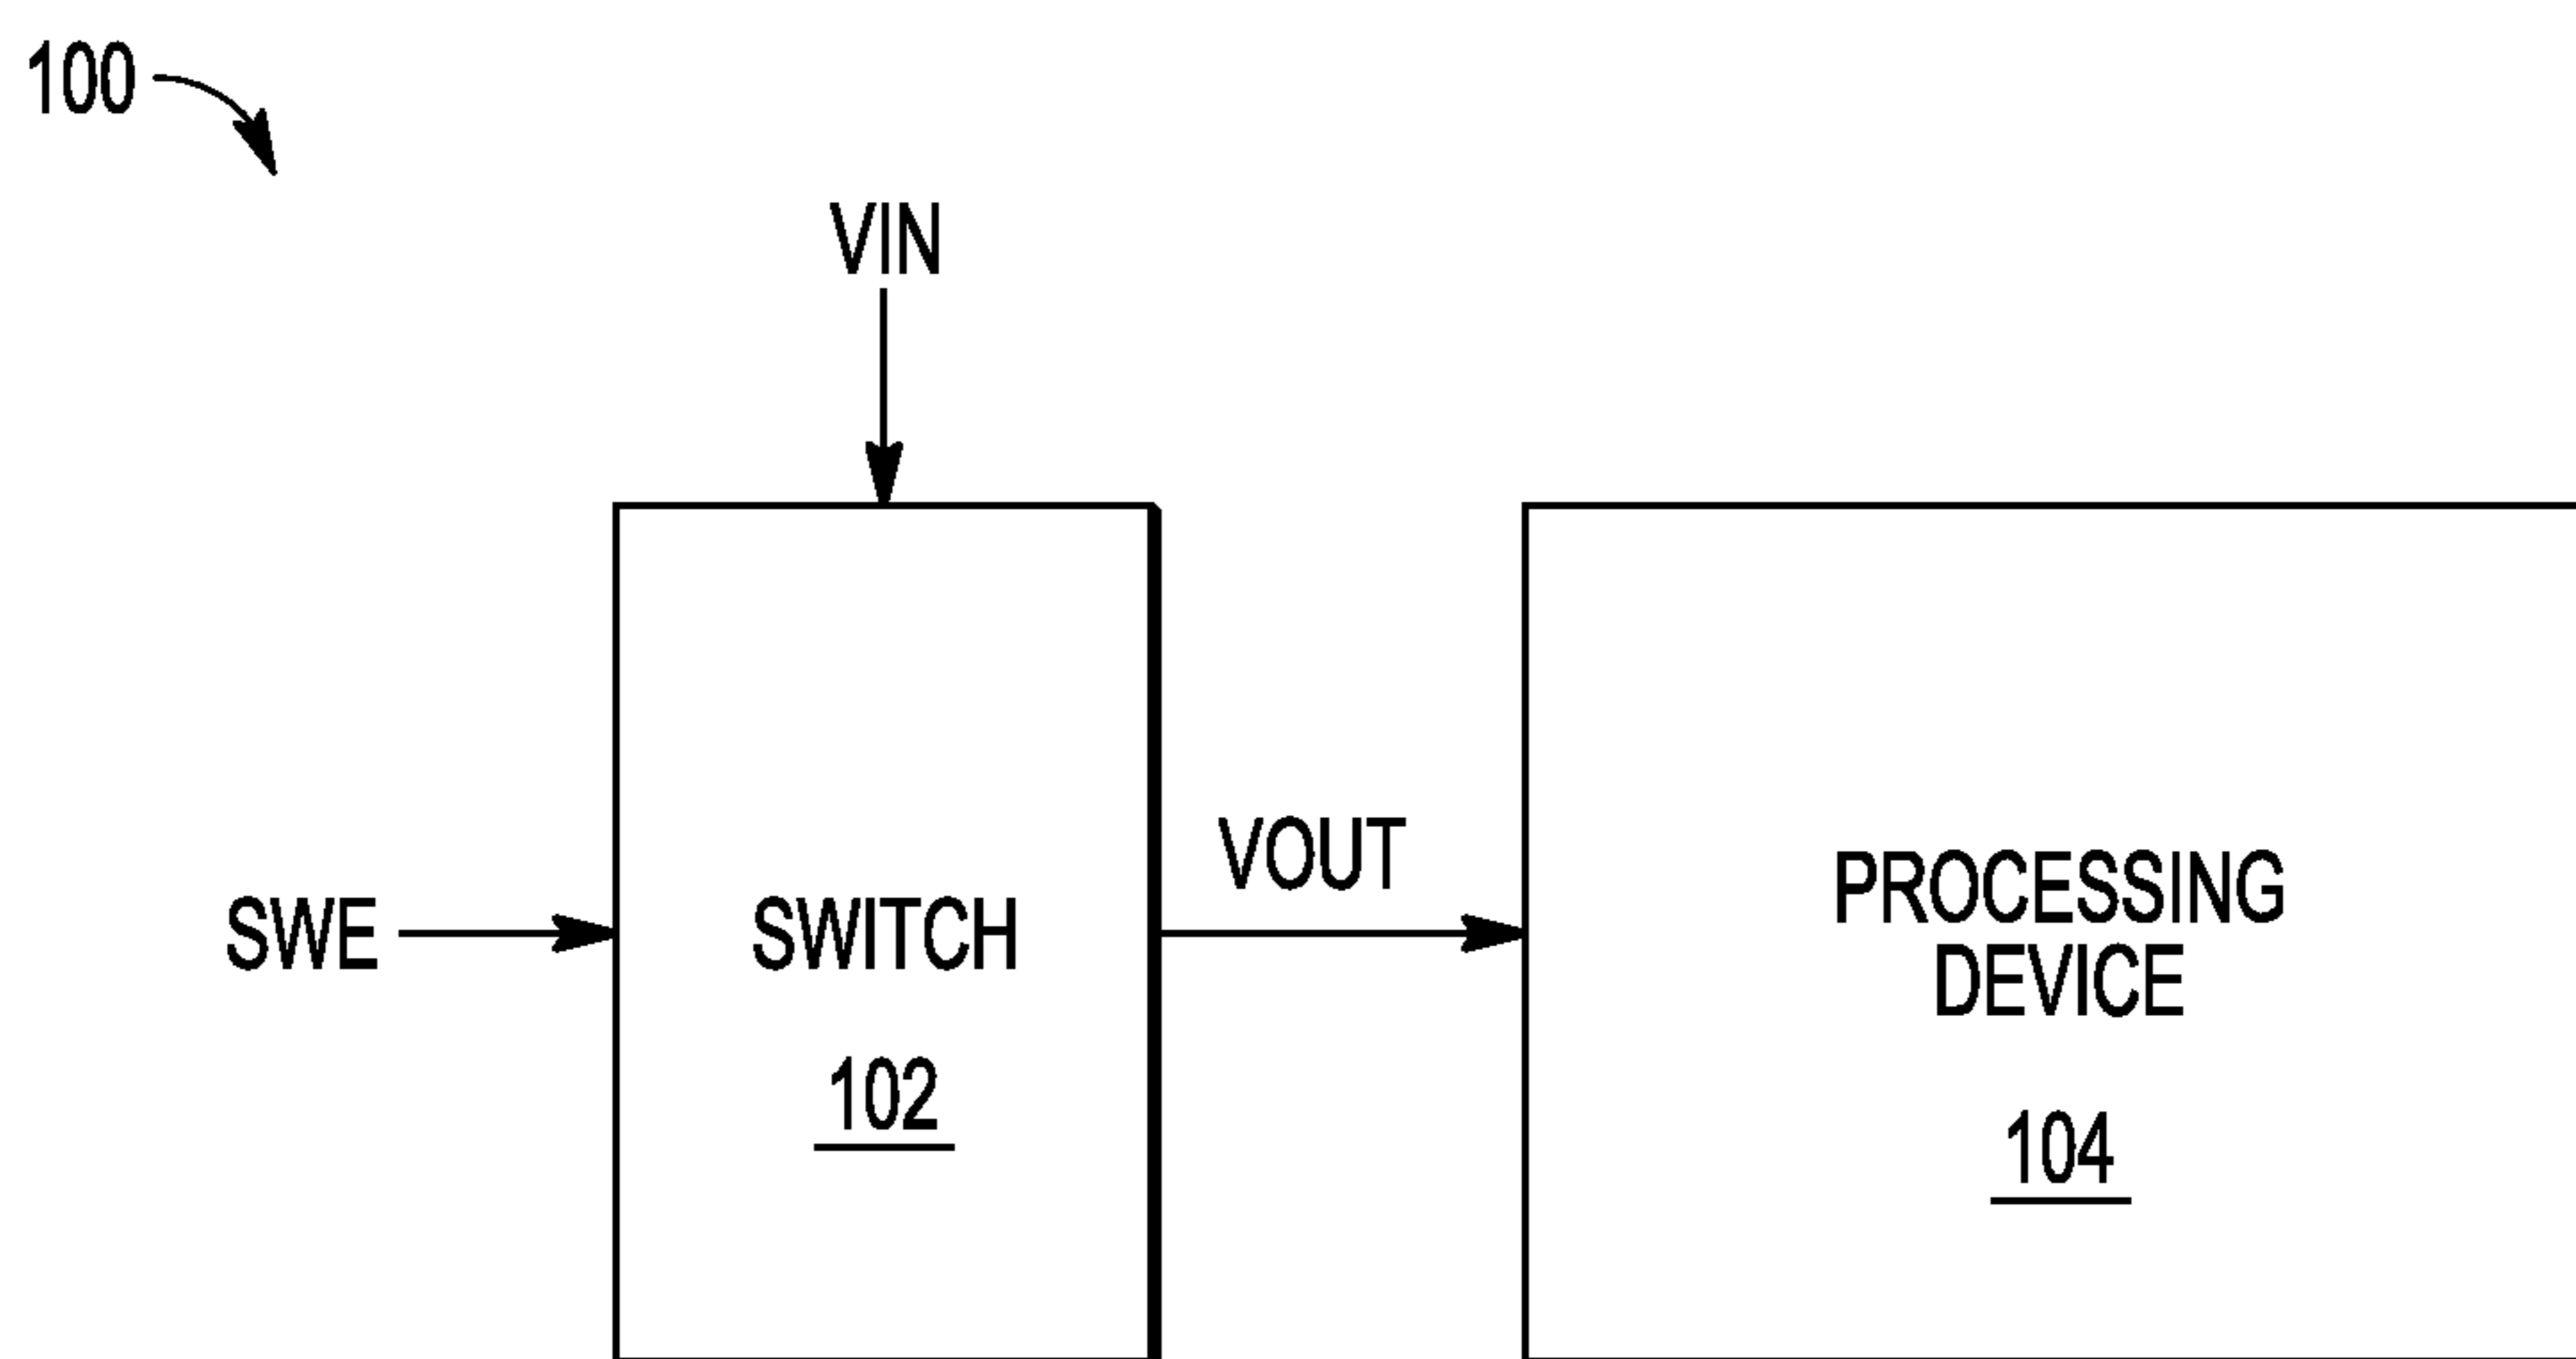 100
VIN
VOUT
SWE
SWITCH
102
PROCESSING
DEVICE
104